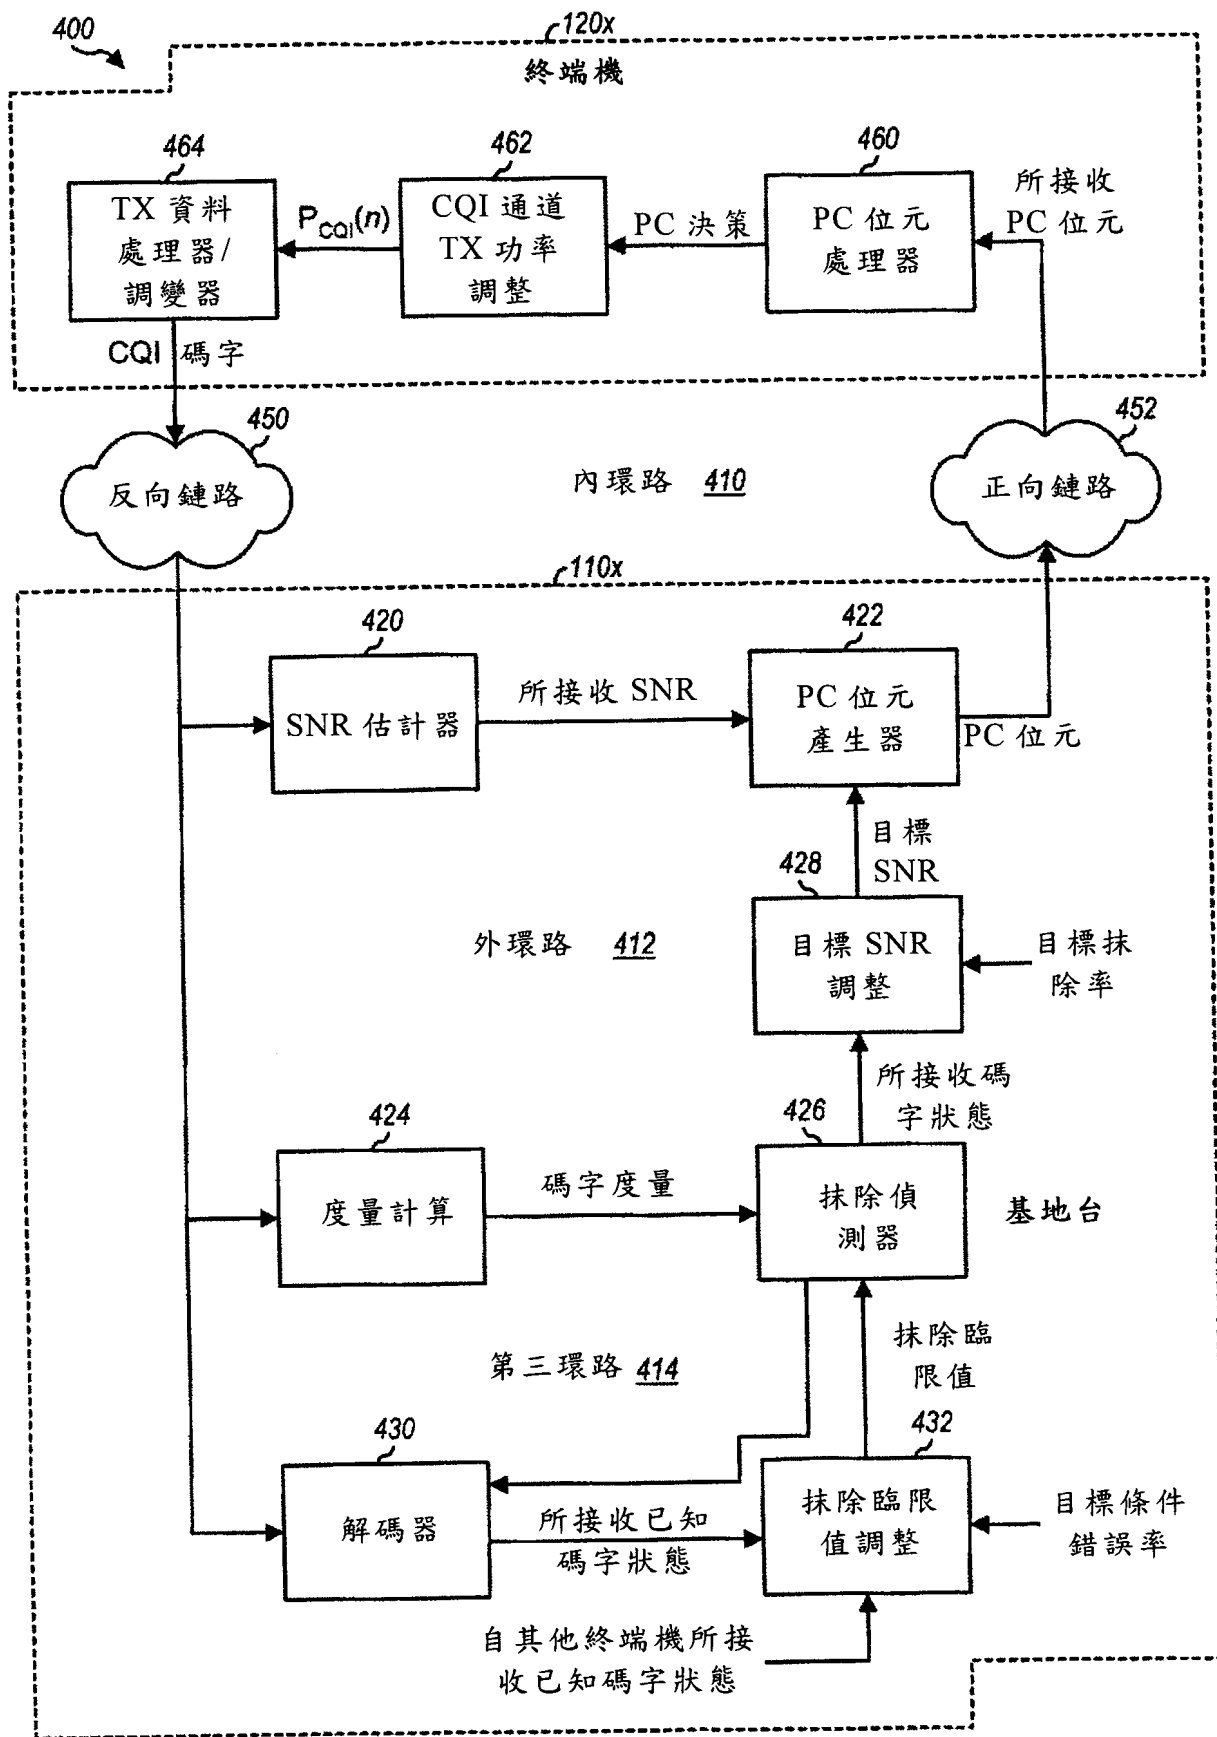 400
120x
終端機
464
TX 資料
處理器/
調變器
P_CQI(n)
462
CQI 通道
TX 功率
調整
PC 決策
460
PC 位元
處理器
所接收
PC 位元
CQI 碼字
450
反向鏈路
內環路 410
452
正向鏈路
110x
420
SNR 估計器
所接收 SNR
422
PC 位元
產生器
PC 位元
目標
SNR
428
目標 SNR
調整
目標抹
除率
外環路 412
所接收碼
字狀態
424
度量計算
碼字度量
426
抹除偵
測器
基地台
抹除臨
限值
第三環路 414
430
解碼器
所接收已知
碼字狀態
432
抹除臨限
值調整
目標條件
錯誤率
自其他終端機所接
收已知碼字狀態